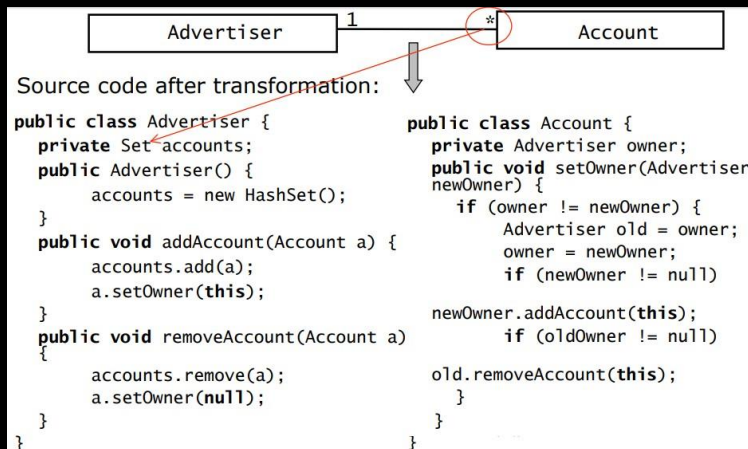 Advertiser 1 * Account
Source code after transformation:
public class Advertiser {
private Set accounts;
public Advertiser() {
accounts = new HashSet();
}
public void addAccount(Account a) {
accounts.add(a);
a.setOwner(this);
}
public void removeAccount(Account a)
{
accounts.remove(a);
a.setOwner(null);
}
}
public class Account {
private Advertiser owner;
public void setOwner(Advertiser
newOwner) {
if (owner != newOwner) {
Advertiser old = owner;
owner = newOwner;
if (newOwner != null)
newOwner.addAccount(this);
if (oldOwner != null)
old.removeAccount(this);
}
}
}